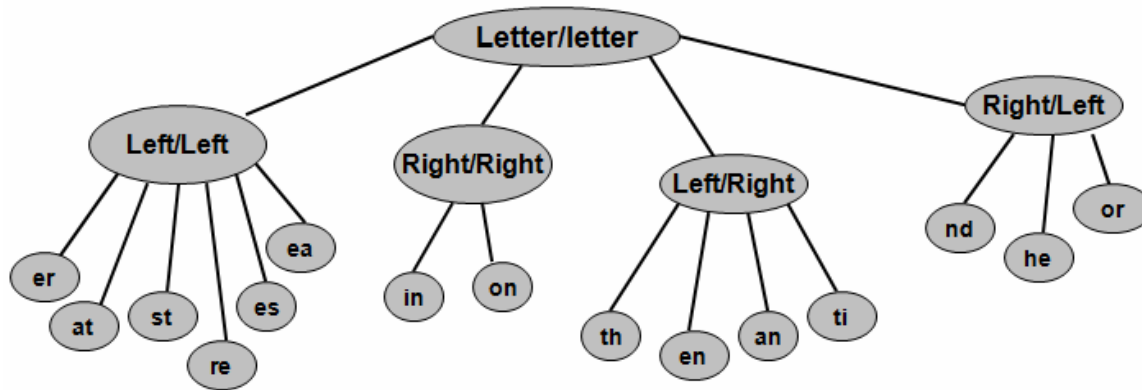 Letter/letter
Left/Left
Right/Right
Left/Right
Right/Left
er
at
st
re
es
ea
in
on
th
en
an
ti
nd
he
or